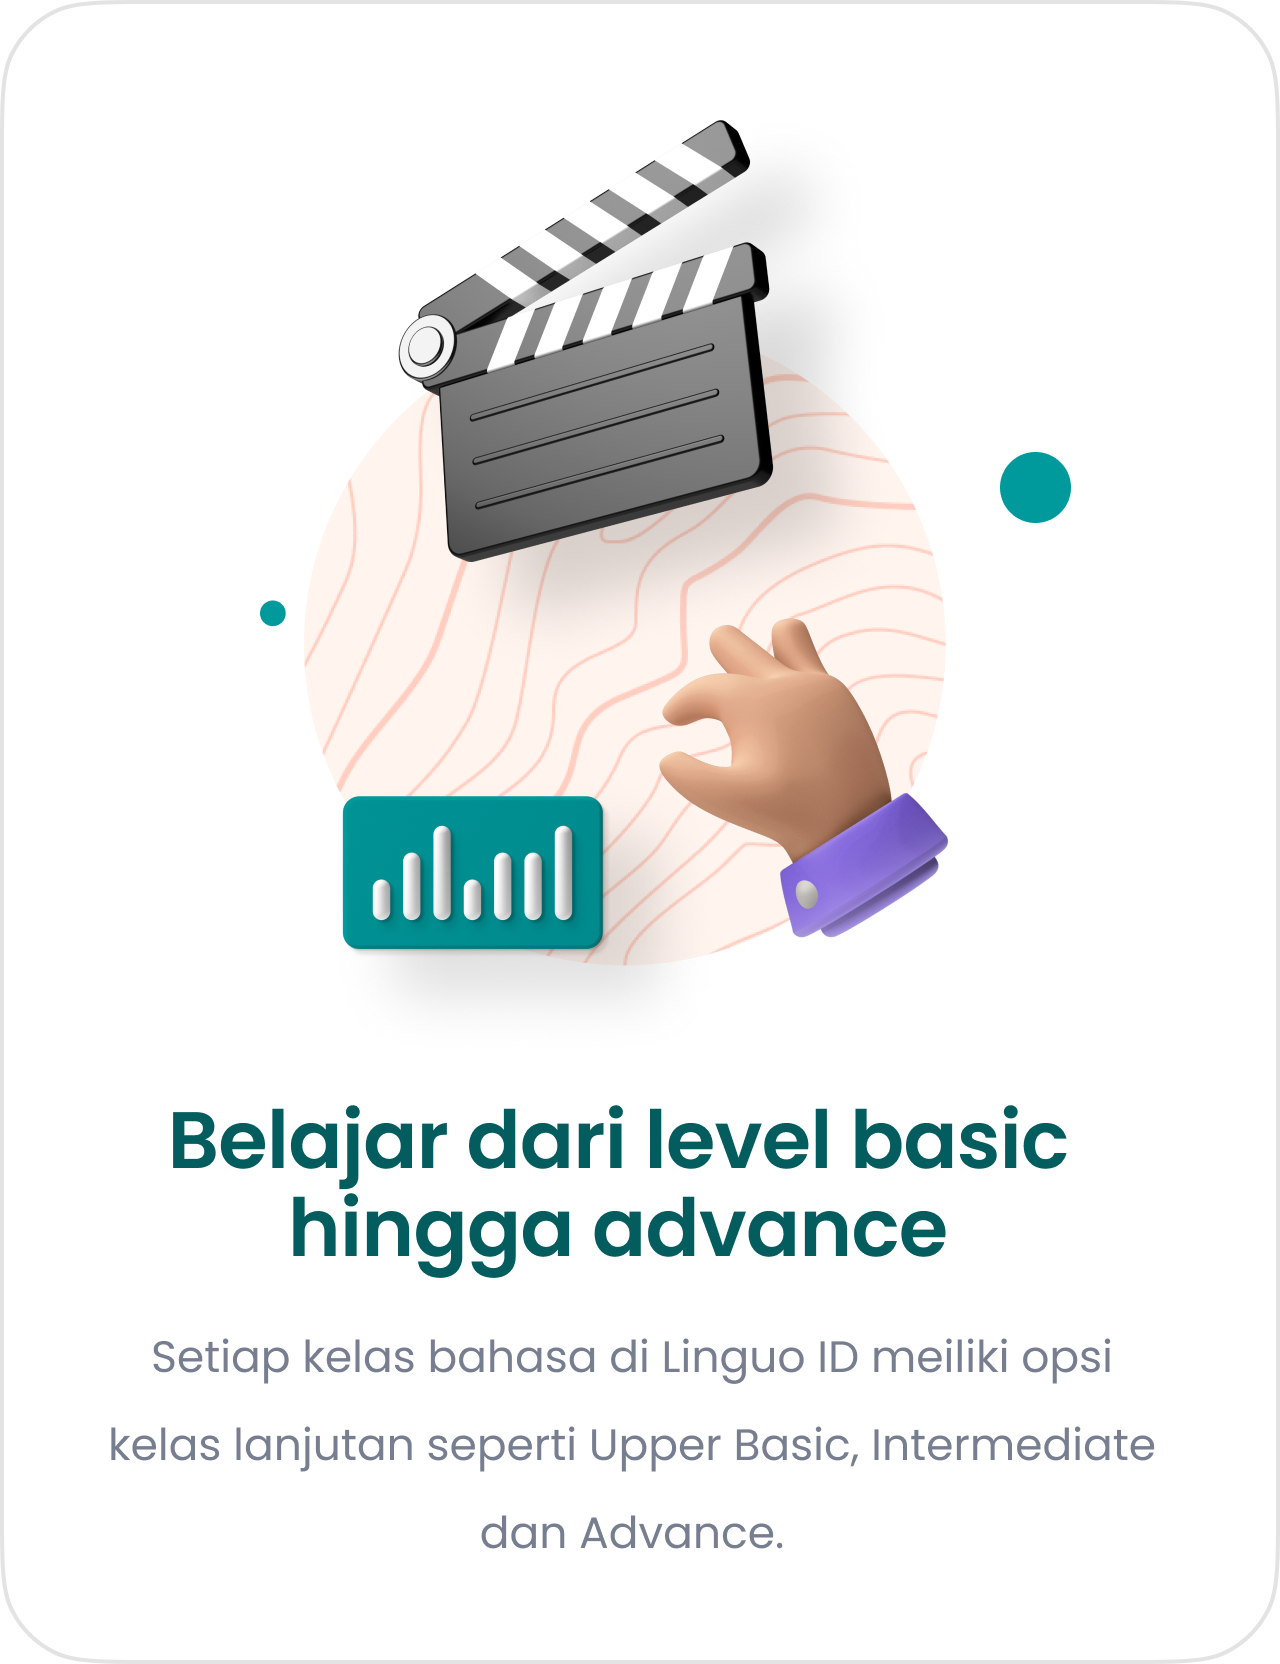 Belajar dari level basic
hingga advance
Setiap kelas bahasa di Linguo ID meiliki opsi
kelas lanjutan seperti Upper Basic, Intermediate
dan Advance.